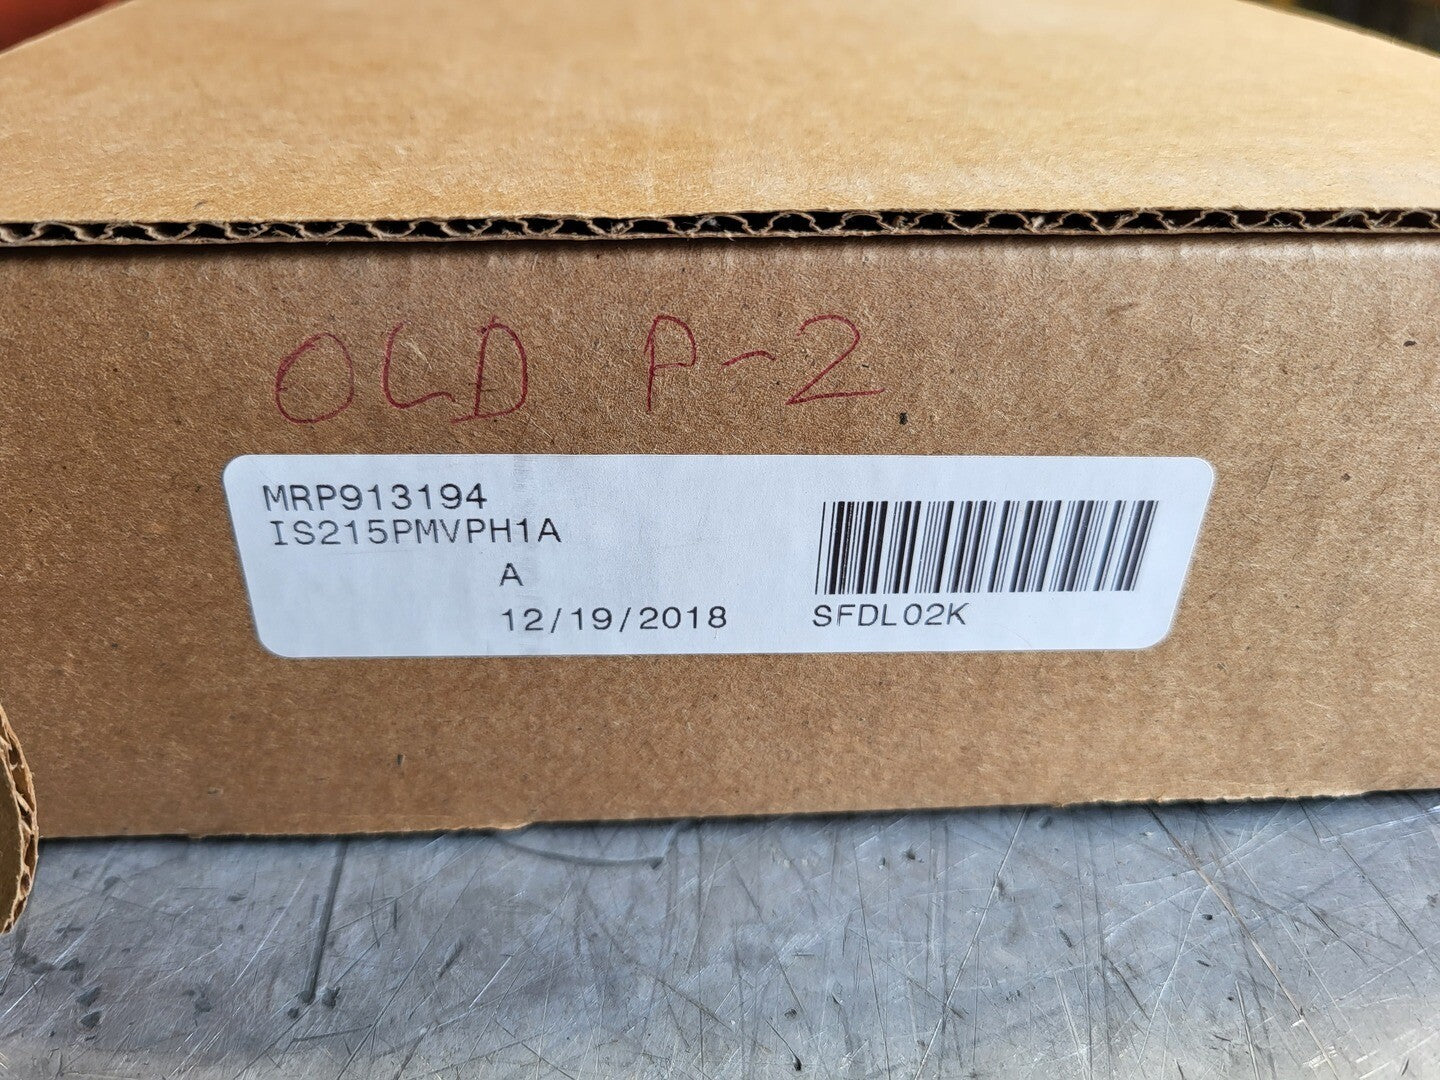 OLD P-2
MRP913194
IS215PMVPH1A
A
12/19/2018
SFDL02K